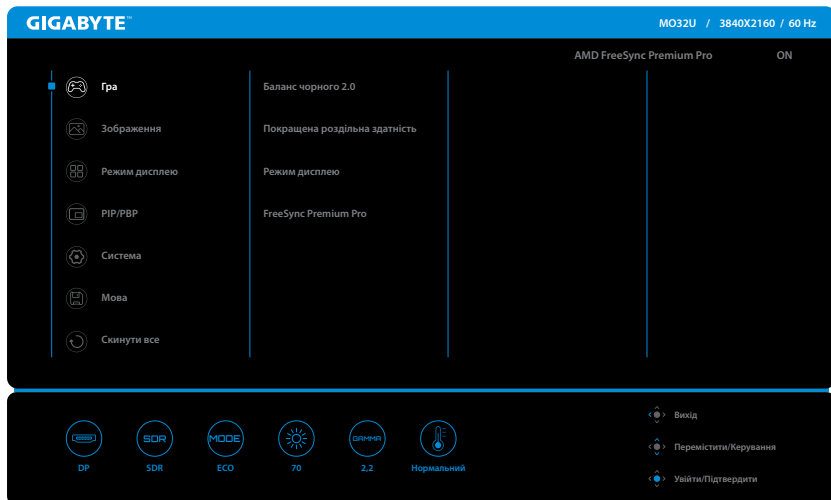 GIGABYTE™ MO32U / 3840X2160 / 60 Hz
AMD FreeSync Premium Pro ON
Гра Баланс чорного 2.0
Зображення Покращена роздільна здатність
Режим дисплею Режим дисплею
PIP/PBP FreeSync Premium Pro
Система
Мова
Скинути все
Вихід
SDR MODE GAMMA
Перемістити/Керування
DP SDR ECO 70 2,2 Нормальний
Увійти/Підтвердити